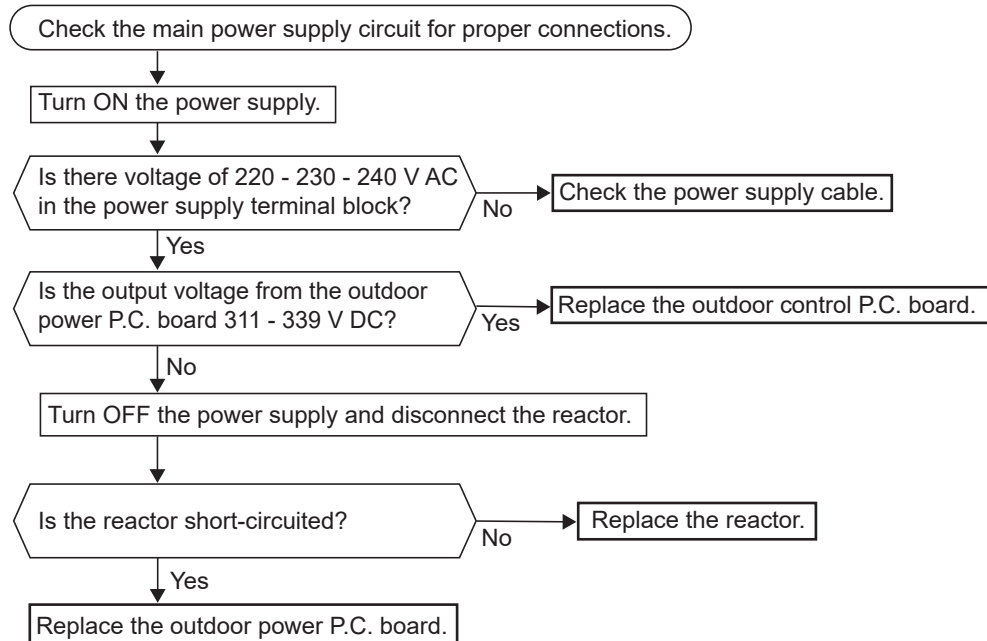 Check the main power supply circuit for proper connections.
Turn ON the power supply.
Is there voltage of 220 - 230 - 240 V AC
in the power supply terminal block?
No
Check the power supply cable.
Yes
Is the output voltage from the outdoor
power P.C. board 311 - 339 V DC?
Yes
Replace the outdoor control P.C. board.
No
Turn OFF the power supply and disconnect the reactor.
Is the reactor short-circuited?
No
Replace the reactor.
Yes
Replace the outdoor power P.C. board.